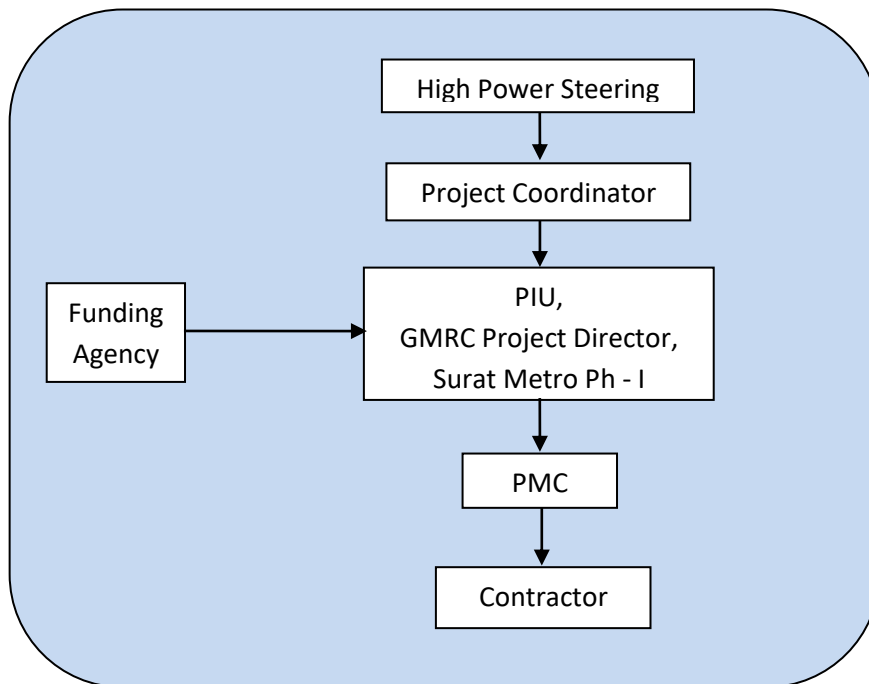 High Power Steering
Project Coordinator
Funding
Agency
PIU,
GMRC Project Director,
Surat Metro Ph - I
PMC
Contractor